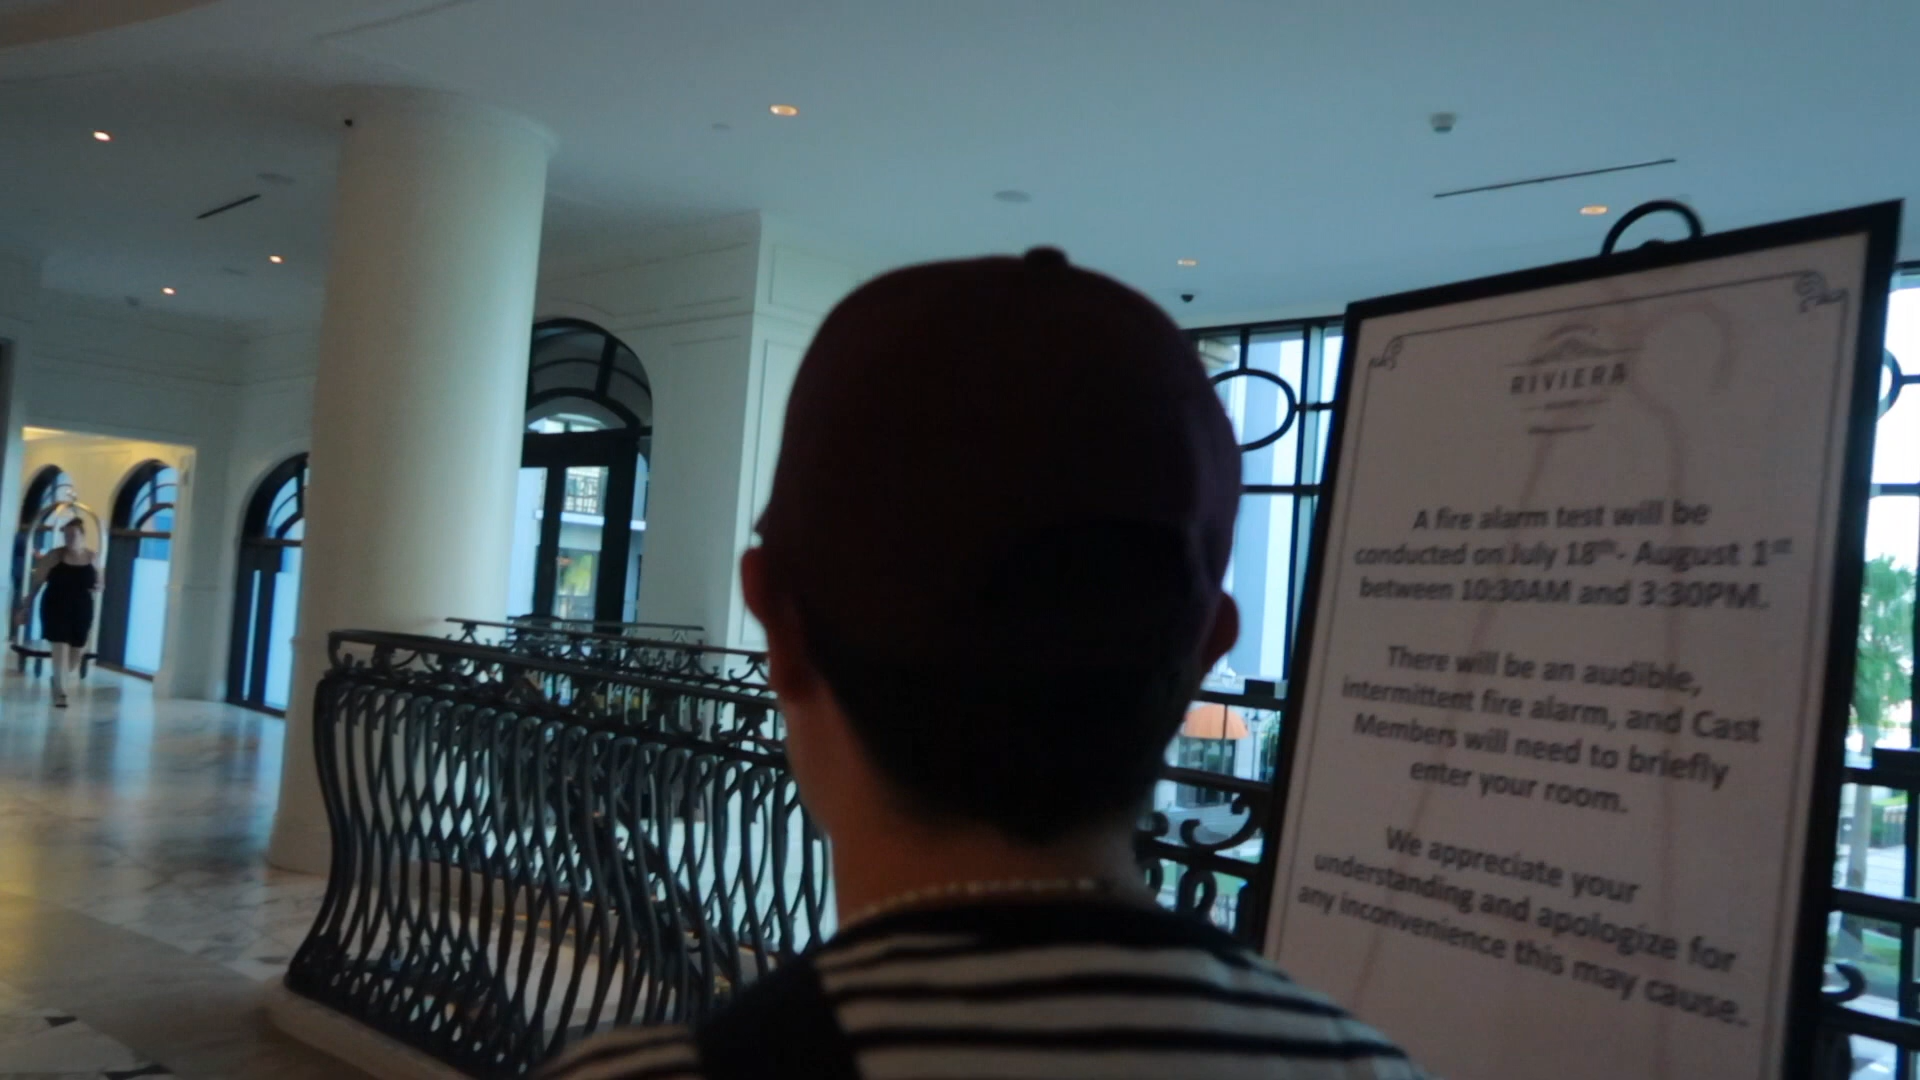 RIVIERA
A fire alarm test will be
conducted on July 18th- August 1st
between 10:30AM and 3:30PM.
There will be an audible,
intermittent fire alarm, and Cast
Members will need to briefly
enter your room.
We appreciate your
understanding and apologize for
any inconvenience this may cause.